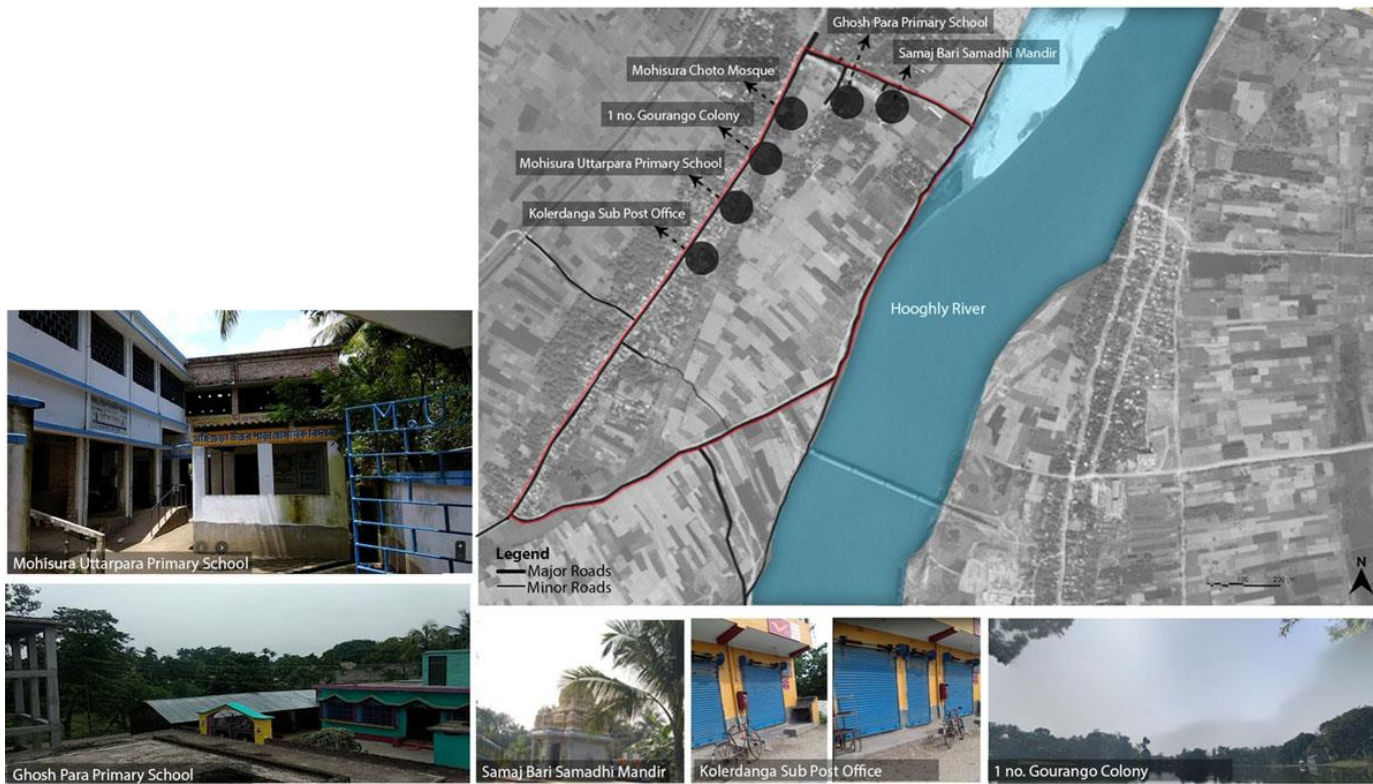 Ghosh Para Primary School
Samaj Bari Samadhi Mandir
Mohisura Choto Mosque
1 no. Gourango Colony
Mohisura Uttarpara Primary School
Kolerdanga Sub Post Office
Hooghly River
Legend
Major Roads
Minor Roads
N
M.U
Mohisura Uttarpara Primary School
Ghosh Para Primary School
Samaj Bari Samadhi Mandir
Kolerdanga Sub Post Office
1 no. Gourango Colony